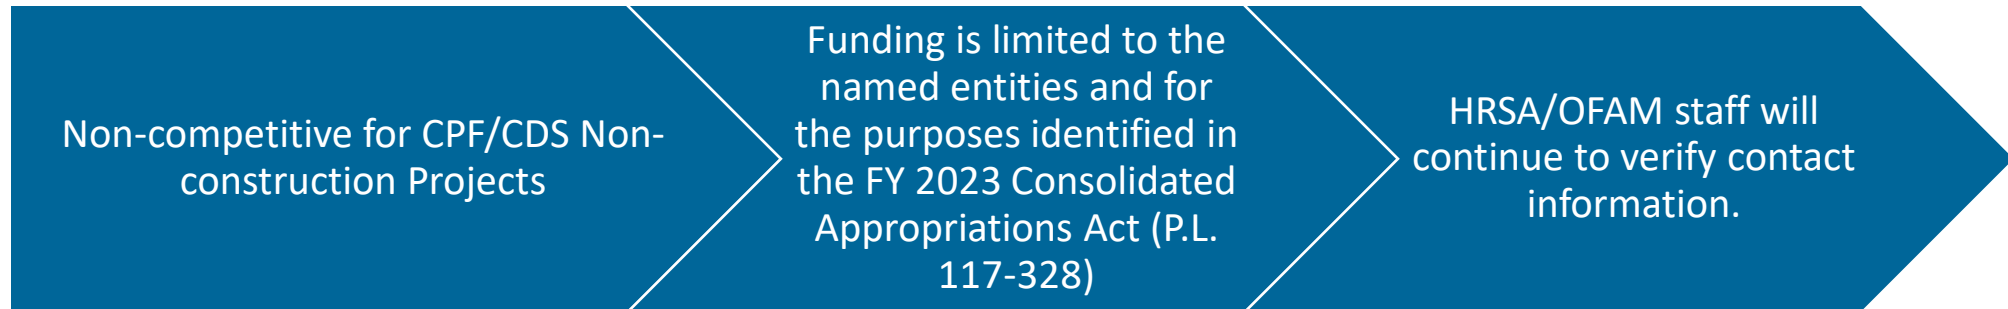 Non-competitive for CPF/CDS Non-
construction Projects
Funding is limited to the
named entities and for
the purposes identified in
the FY 2023 Consolidated
Appropriations Act (P.L.
117-328)
HRSA/OFAM staff will
continue to verify contact
information.